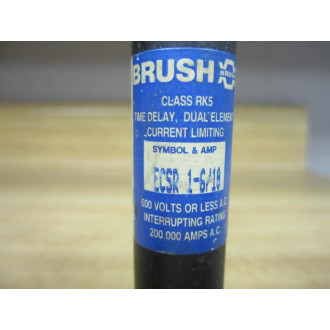 BRUSH
BRUSH
CLASS RK5
TIME DELAY, DUAL ELEMENT
CURRENT LIMITING
SYMBOL & AMP
ECSR 1-6/10
600 VOLTS OR LESS A.C.
INTERRUPTING RATING
200.000 AMPS A.C.